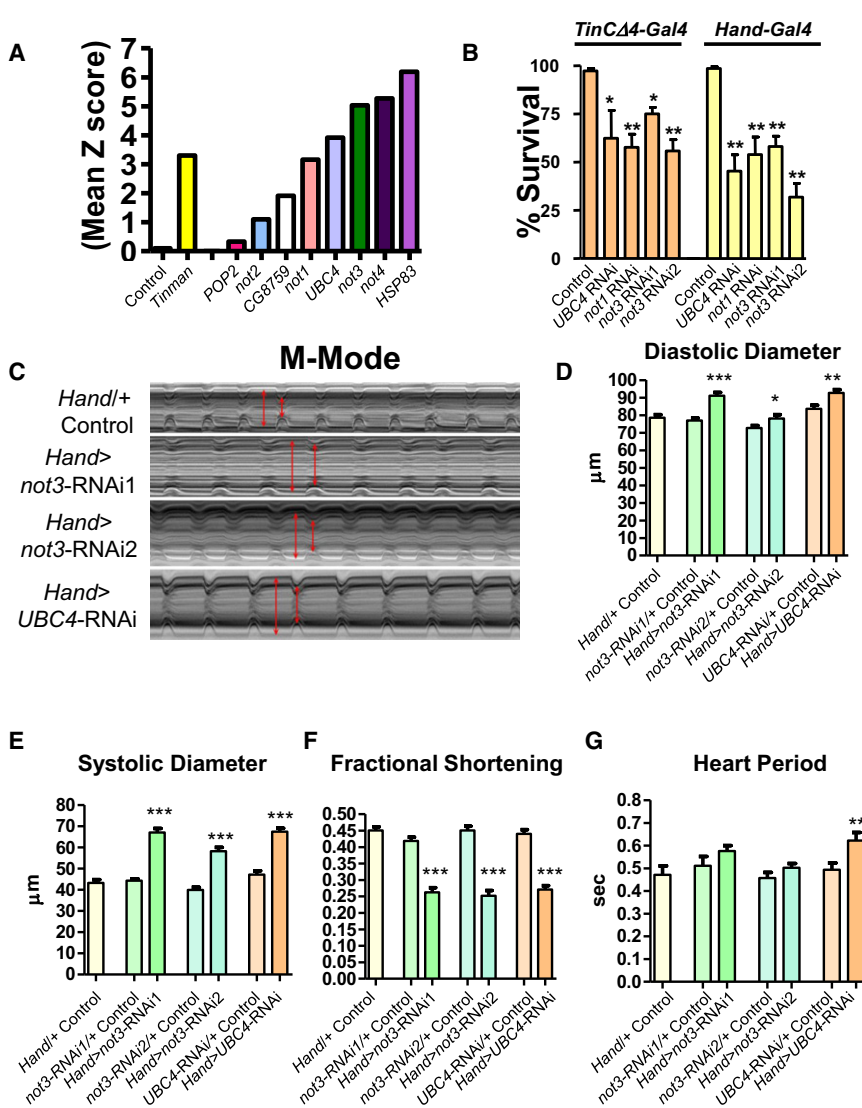 A
(Mean Z score)
7
6
5
4
3
2
1
0
Control
Tinman
POP2
not2
CG8759
not1
UBC4
not3
not4
HSP83
B
TinCΔ4-Gal4
Hand-Gal4
% Survival
100
75
50
25
0
*
**
*
**
**
**
**
**
Control
UBC4 RNAi
not1 RNAi
not3 RNAi1
not3 RNAi2
Control
UBC4 RNAi
not1 RNAi
not3 RNAi1
not3 RNAi2
C
M-Mode
Hand/+
Control
Hand>
not3-RNAi1
Hand>
not3-RNAi2
Hand>
UBC4-RNAi
D
Diastolic Diameter
μm
100
90
80
70
60
50
40
30
20
10
0
***
*
**
Hand/+ Control
not3-RNAi1/+ Control
Hand>not3-RNAi1
not3-RNAi2/+ Control
Hand>not3-RNAi2
UBC4-RNAi/+ Control
Hand>UBC4-RNAi
E
Systolic Diameter
μm
80
70
60
50
40
30
20
10
0
***
***
***
Hand/+ Control
not3-RNAi1/+ Control
Hand>not3-RNAi1
not3-RNAi2/+ Control
Hand>not3-RNAi2
UBC4-RNAi/+ Control
Hand>UBC4-RNAi
F
Fractional Shortening
0.50
0.45
0.40
0.35
0.30
0.25
0.20
0.15
0.10
0.05
0.00
***
***
***
Hand/+ Control
not3-RNAi1/+ Control
Hand>not3-RNAi1
not3-RNAi2/+ Control
Hand>not3-RNAi2
UBC4-RNAi/+ Control
Hand>UBC4-RNAi
G
Heart Period
sec
0.8
0.7
0.6
0.5
0.4
0.3
0.2
0.1
0.0
**
Hand/+ Control
not3-RNAi1/+ Control
Hand>not3-RNAi1
not3-RNAi2/+ Control
Hand>not3-RNAi2
UBC4-RNAi/+ Control
Hand>UBC4-RNAi